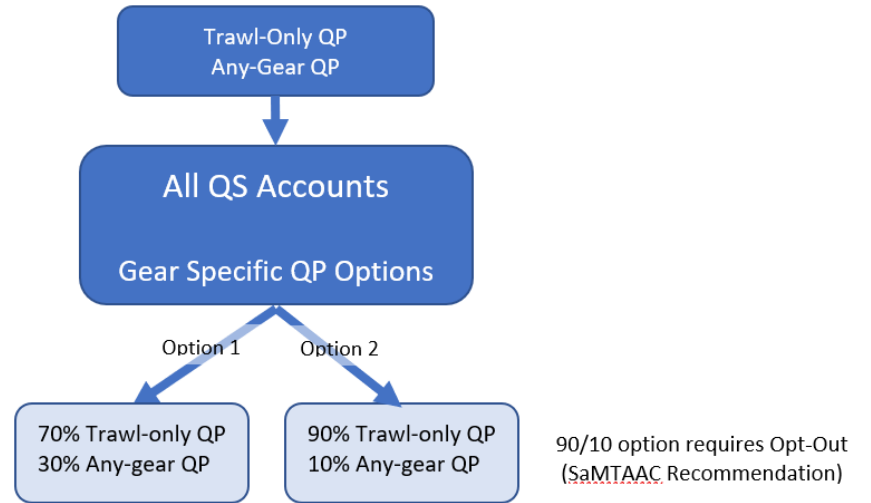 Trawl-Only QP
Any-Gear QP
All QS Accounts
Gear Specific QP Options
Option 1
Option 2
70% Trawl-only QP
30% Any-gear QP
90% Trawl-only QP
10% Any-gear QP
90/10 option requires Opt-Out
(SaMTAAC Recommendation)